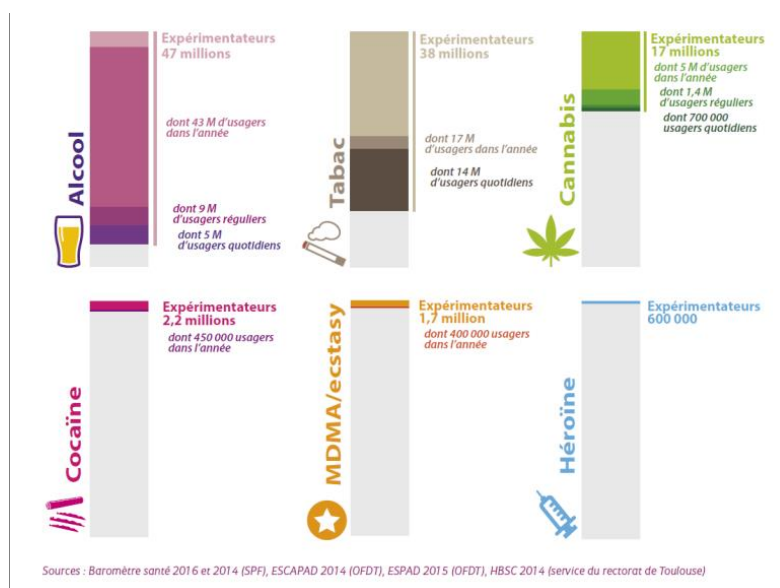 Alcool
Expérimentateurs
47 millions
dont 43 M d'usagers
dans l'année
dont 9 M
d'usagers réguliers
dont 5 M
d'usagers quotidiens
Tabac
Expérimentateurs
38 millions
dont 17 M
d'usagers dans l'année
dont 14 M
d'usagers quotidiens
Cannabis
Expérimentateurs
17 millions
dont 5 M d'usagers
dans l'année
dont 1,4 M
d'usagers réguliers
dont 700 000
usagers quotidiens
Cocaïne
Expérimentateurs
2,2 millions
dont 450 000 usagers
dans l'année
MDMA/ecstasy
Expérimentateurs
1,7 million
dont 400 000 usagers
dans l'année
Héroïne
Expérimentateurs
600 000
Sources : Baromètre santé 2016 et 2014 (SPF), ESCAPAD 2014 (OFDT), ESPAD 2015 (OFDT), HBSC 2014 (service du rectorat de Toulouse)